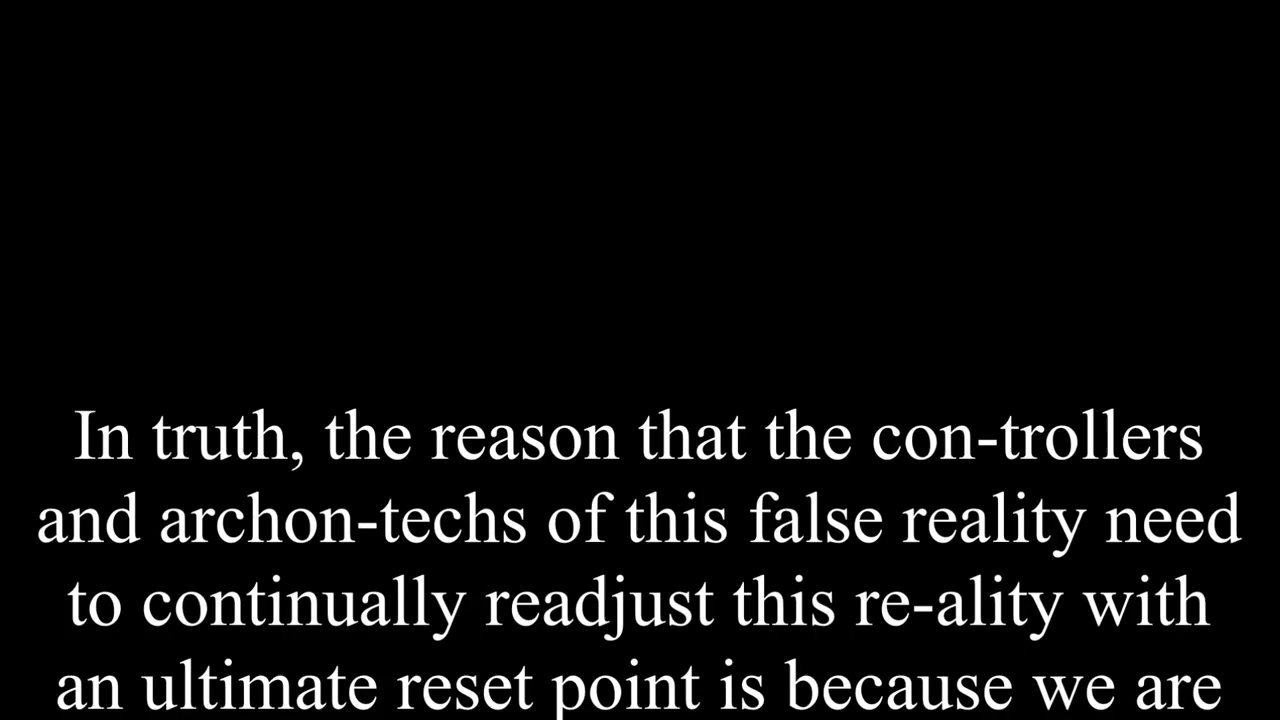 In truth, the reason that the con-trollers
and archon-techs of this false reality need
to continually readjust this re-ality with
an ultimate reset point is because we are